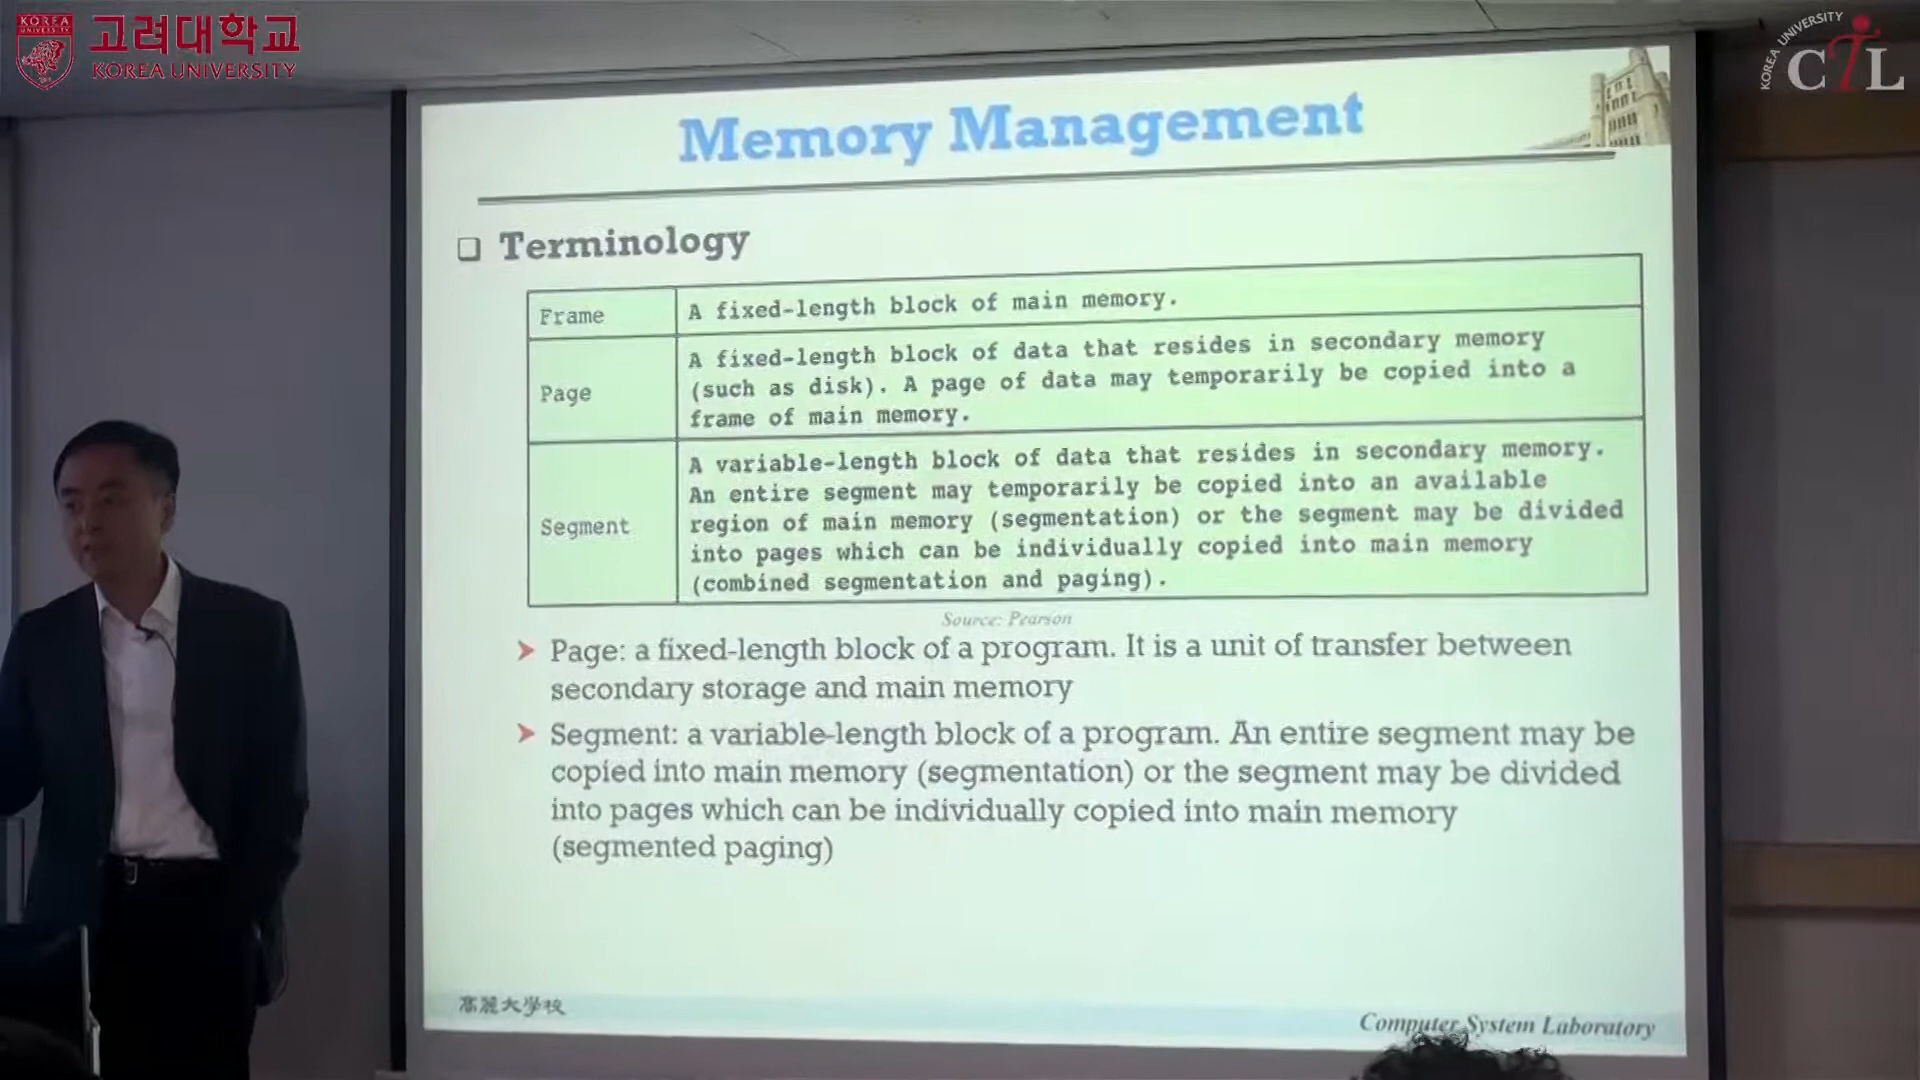 KOREA
UNIVERSITY
고려대학교
KOREA UNIVERSITY
KOREA UNIVERSITY
CTL
Memory Management
Terminology
Frame
A fixed-length block of main memory.
Page
A fixed-length block of data that resides in secondary memory
(such as disk). A page of data may temporarily be copied into a
frame of main memory.
Segment
A variable-length block of data that resides in secondary memory.
An entire segment may temporarily be copied into an available
region of main memory (segmentation) or the segment may be divided
into pages which can be individually copied into main memory
(combined segmentation and paging).
Source: Pearson
Page: a fixed-length block of a program. It is a unit of transfer between
secondary storage and main memory
Segment: a variable-length block of a program. An entire segment may be
copied into main memory (segmentation) or the segment may be divided
into pages which can be individually copied into main memory
(segmented paging)
高麗大學校
Computer System Laboratory